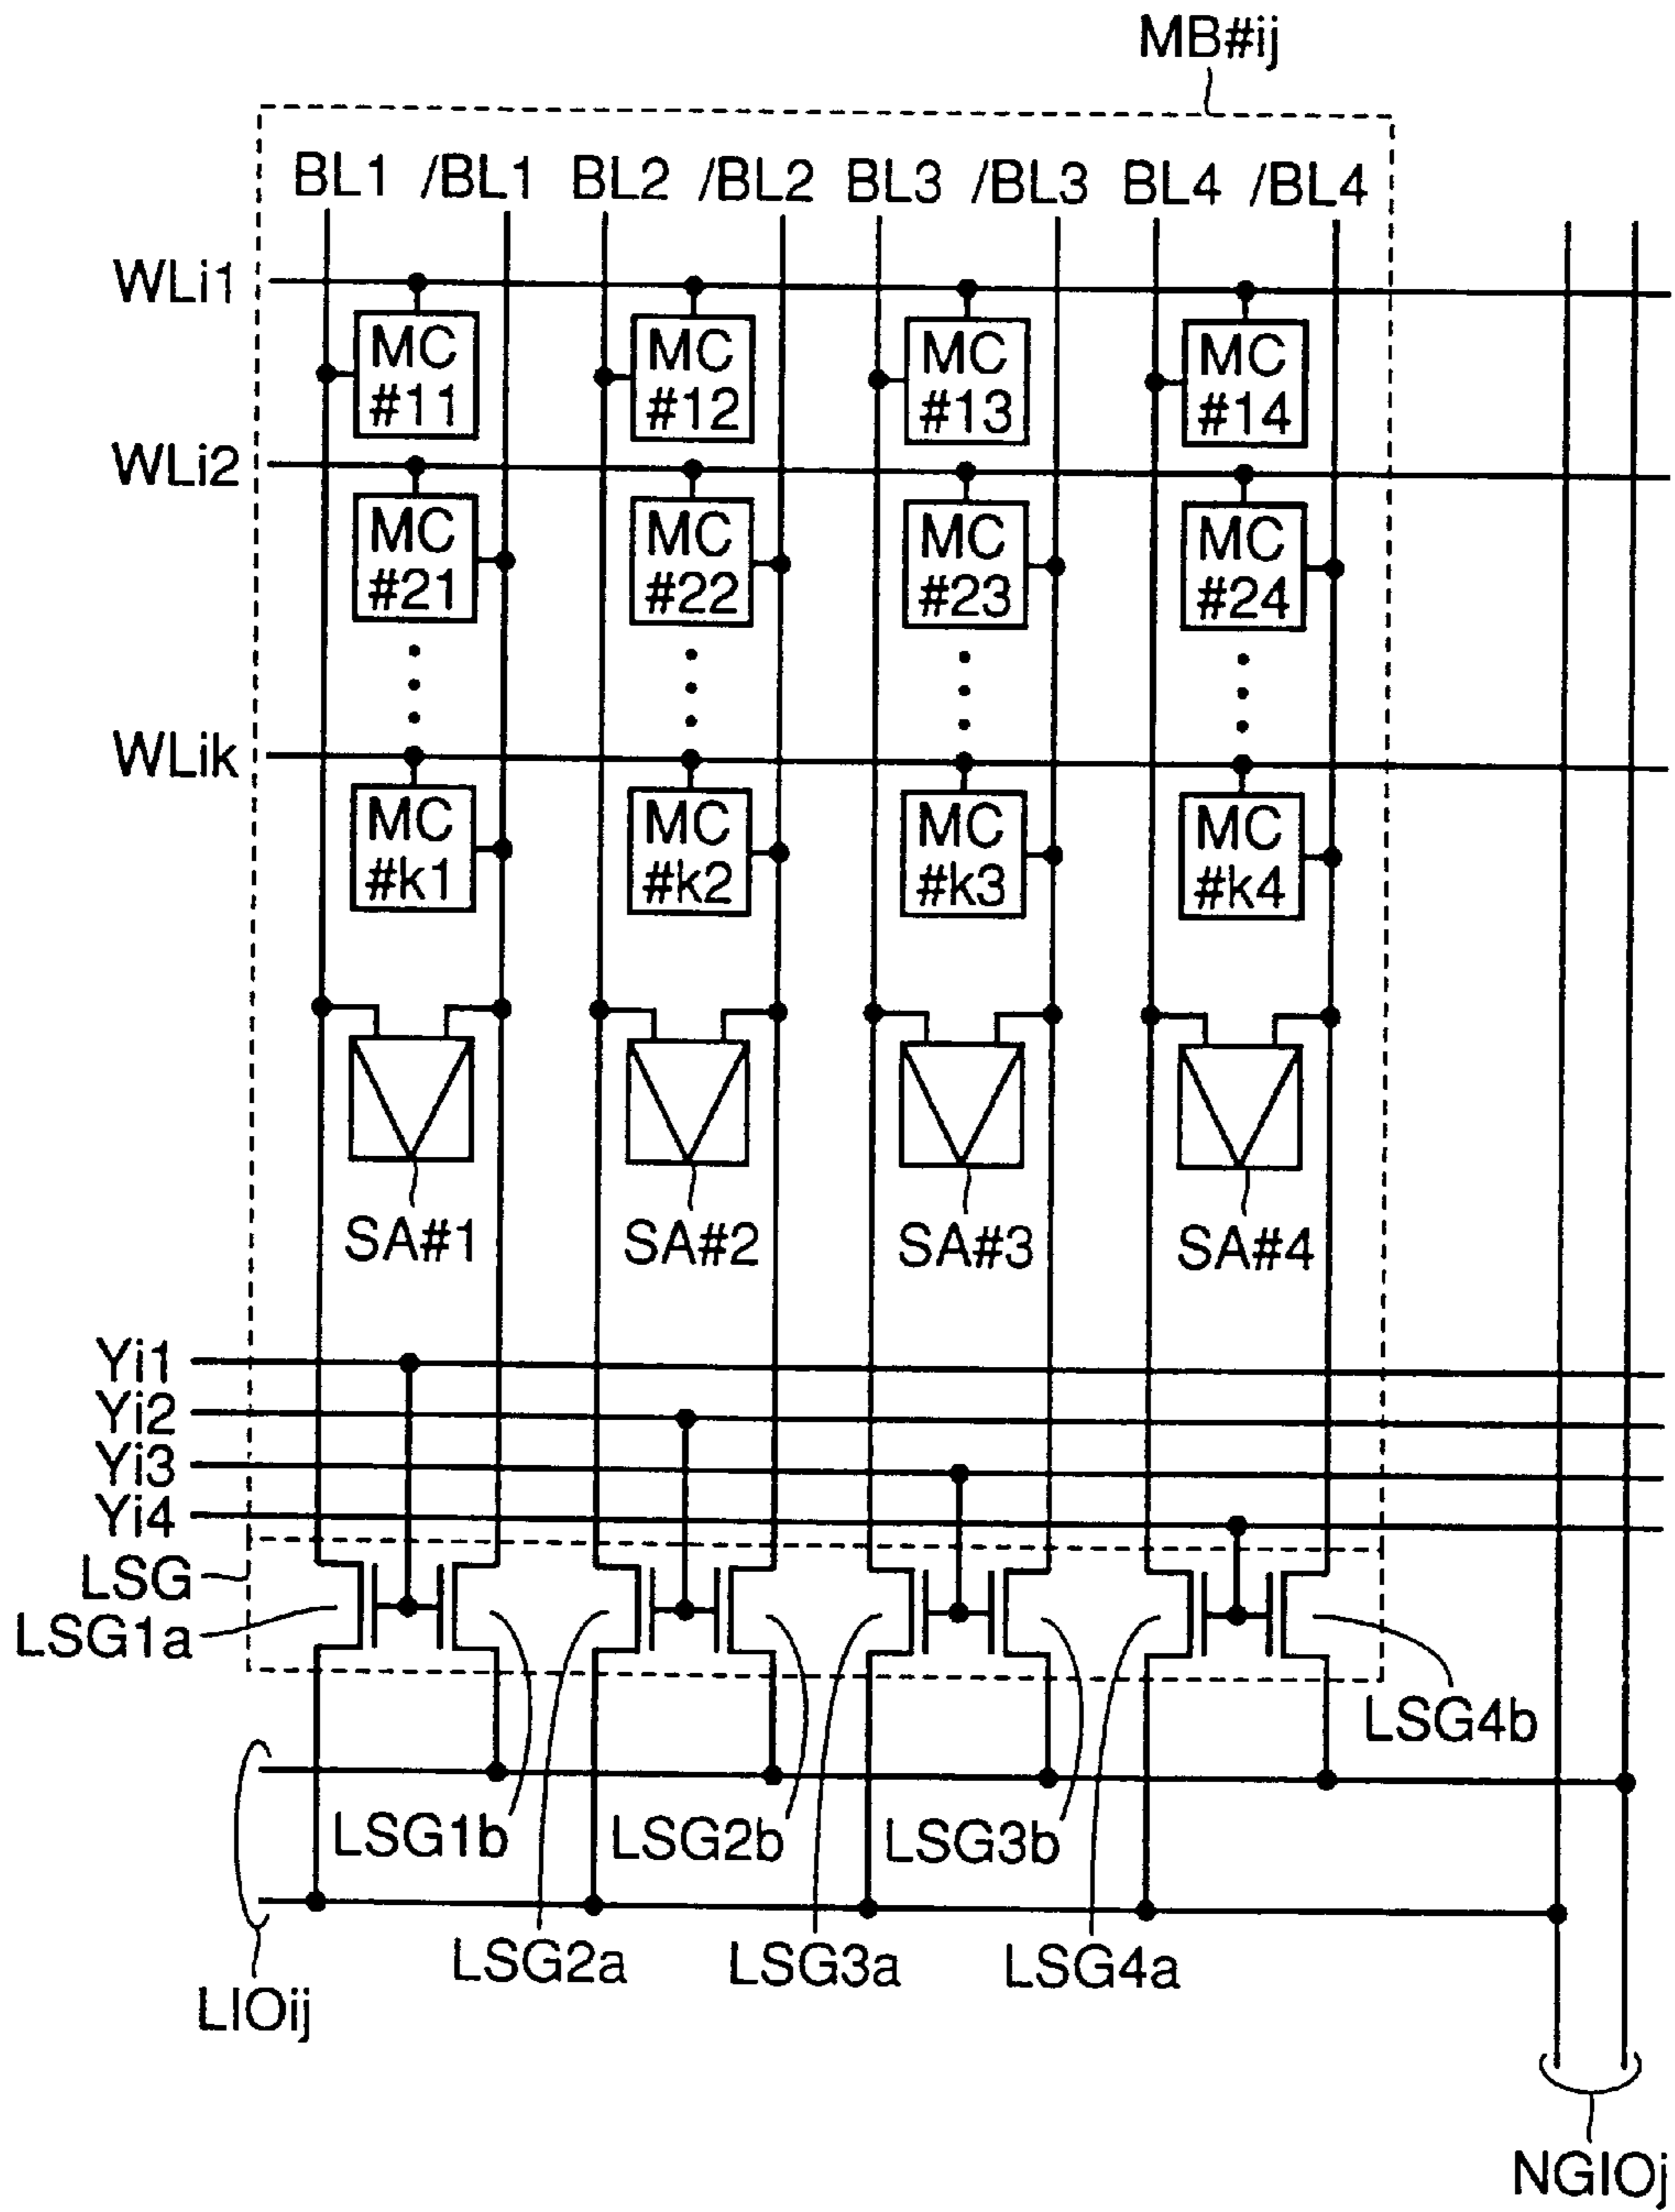 MB#ij
BL1 /BL1 BL2 /BL2 BL3 /BL3 BL4 /BL4
WLi1
MC #11
MC #12
MC #13
MC #14
WLi2
MC #21
MC #22
MC #23
MC #24
WLik
MC #k1
MC #k2
MC #k3
MC #k4
SA#1 SA#2 SA#3 SA#4
Yi1
Yi2
Yi3
Yi4
LSG
LSG1a
LSG4b
LSG1b LSG2b LSG3b
LSG2a LSG3a LSG4a
LIOij
NGIOj